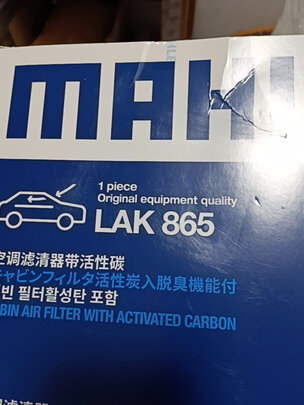 MAH
1 piece
Original equipment quality
LAK 865
空调滤清器带活性碳
キャビンフィルタ活性炭入脱臭機能付
빈 필터활성탄 포함
BIN AIR FILTER WITH ACTIVATED CARBON